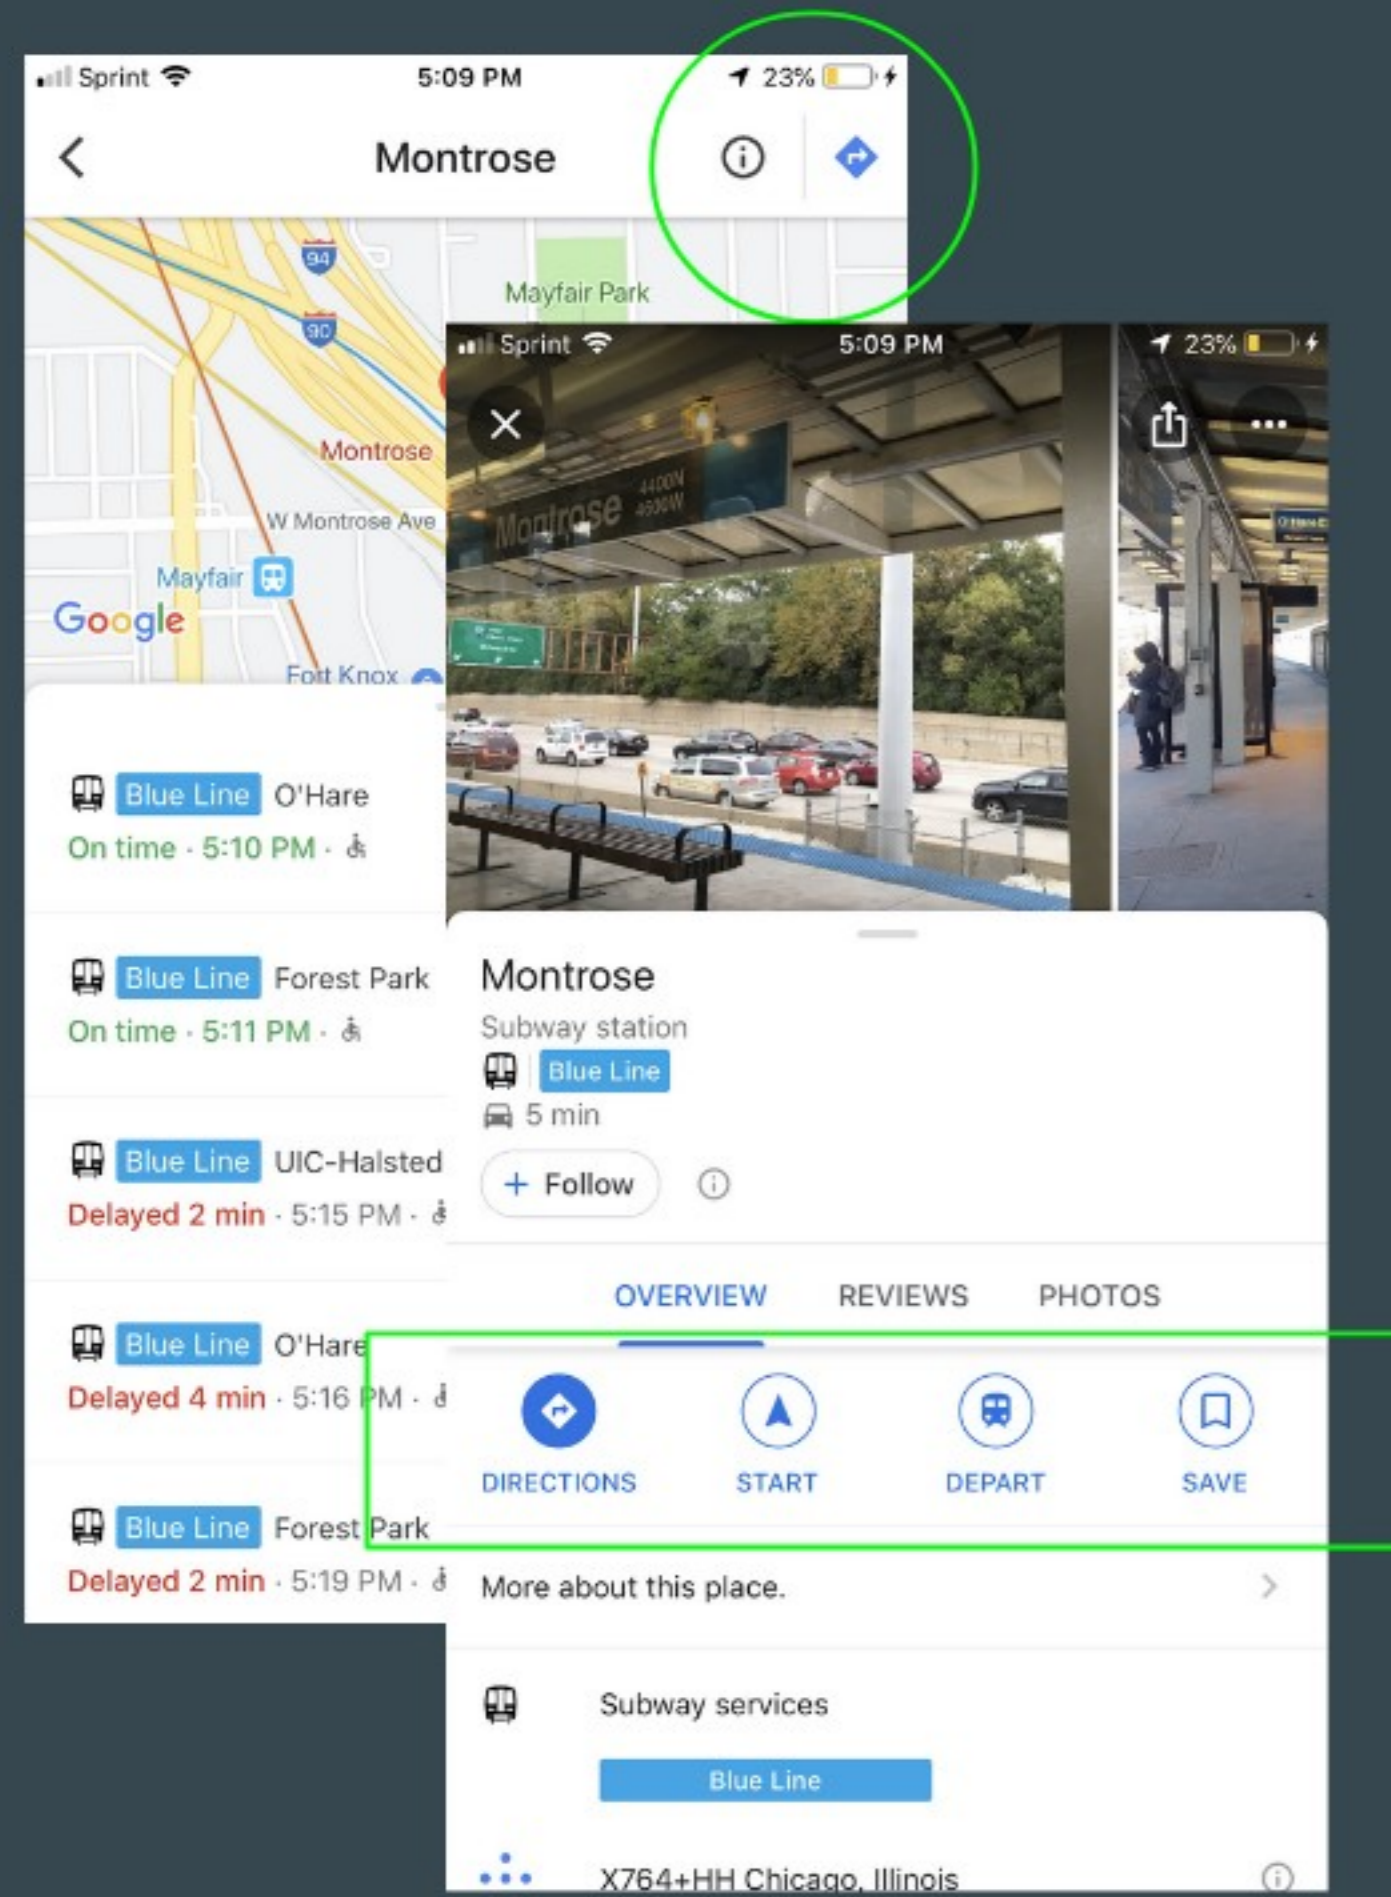 Sprint 5:09 PM 23%
Montrose
94
90
Mayfair Park
Montrose
W Montrose Ave
Mayfair
Google
Fort Knox
Blue Line O'Hare
On time · 5:10 PM ·
Blue Line Forest Park
On time · 5:11 PM ·
Blue Line UIC-Halsted
Delayed 2 min · 5:15 PM ·
Blue Line O'Hare
Delayed 4 min · 5:16 PM ·
Blue Line Forest Park
Delayed 2 min · 5:19 PM ·
Sprint 5:09 PM 23%
Montrose 4400N
4600W
Montrose
Subway station
Blue Line
5 min
+ Follow
OVERVIEW REVIEWS PHOTOS
DIRECTIONS START DEPART SAVE
More about this place.
Subway services
Blue Line
X764+HH Chicago, Illinois